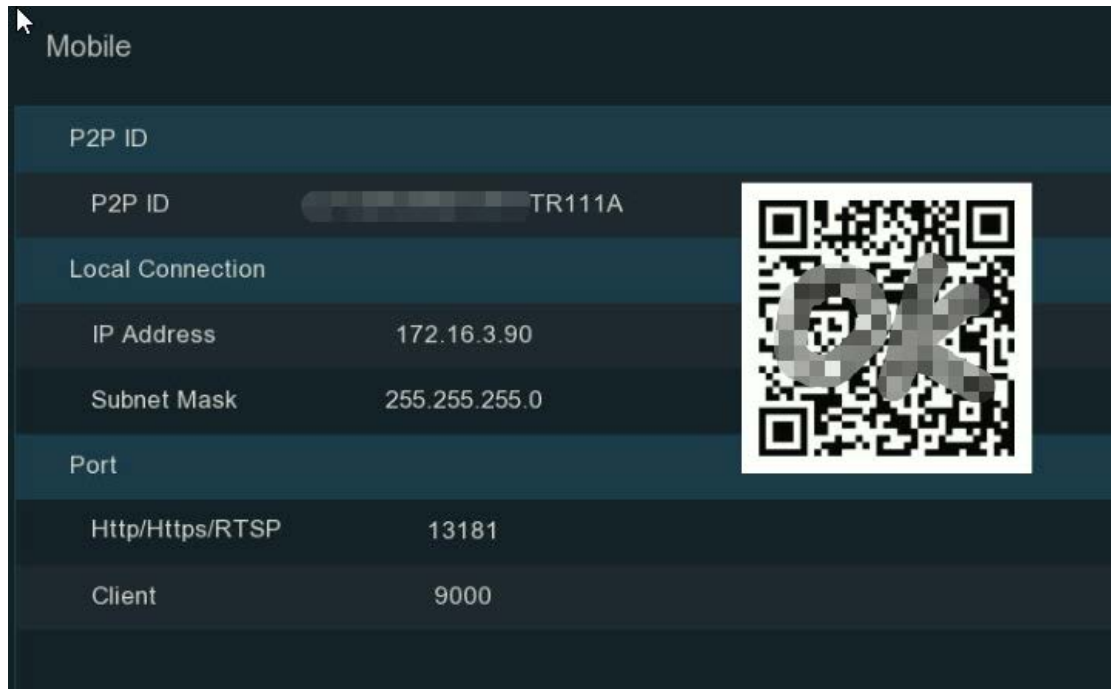 Mobile
P2P ID
P2P ID TR111A
Local Connection
IP Address 172.16.3.90
Subnet Mask 255.255.255.0
Port
Http/Https/RTSP 13181
Client 9000
OK